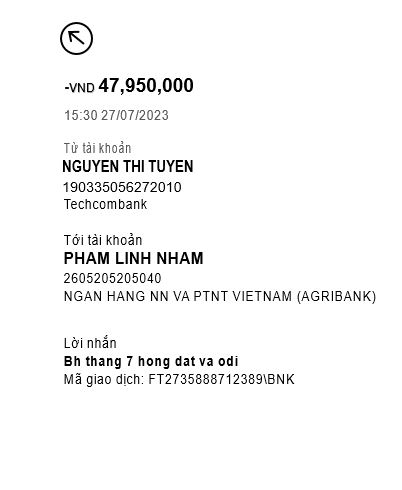 -VND 47,950,000
15:30 27/07/2023
Từ tài khoản
NGUYEN THI TUYEN
190335056272010
Techcombank
Tới tài khoản
PHAM LINH NHAM
2605205205040
NGAN HANG NN VA PTNT VIETNAM (AGRIBANK)
Lời nhắn
Bh thang 7 hong dat va odi
Mã giao dịch: FT2735888712389\BNK